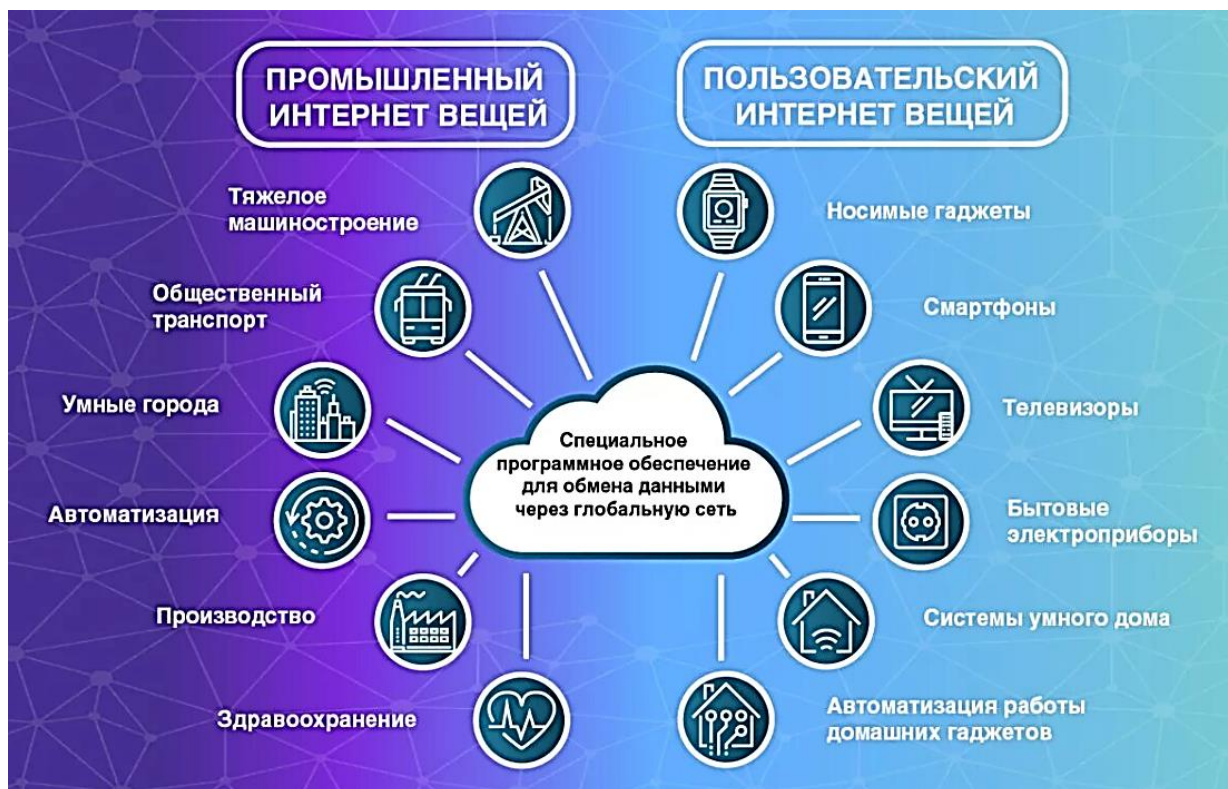 ПРОМЫШЛЕННЫЙ
ИНТЕРНЕТ ВЕЩЕЙ
Тяжелое
машиностроение
Общественный
транспорт
Умные города
Автоматизация
Производство
Здравоохранение
Специальное
программное обеспечение
для обмена данными
через глобальную сеть
ПОЛЬЗОВАТЕЛЬСКИЙ
ИНТЕРНЕТ ВЕЩЕЙ
Носимые гаджеты
Смартфоны
Телевизоры
Бытовые
электроприборы
Системы умного дома
Автоматизация работы
домашних гаджетов